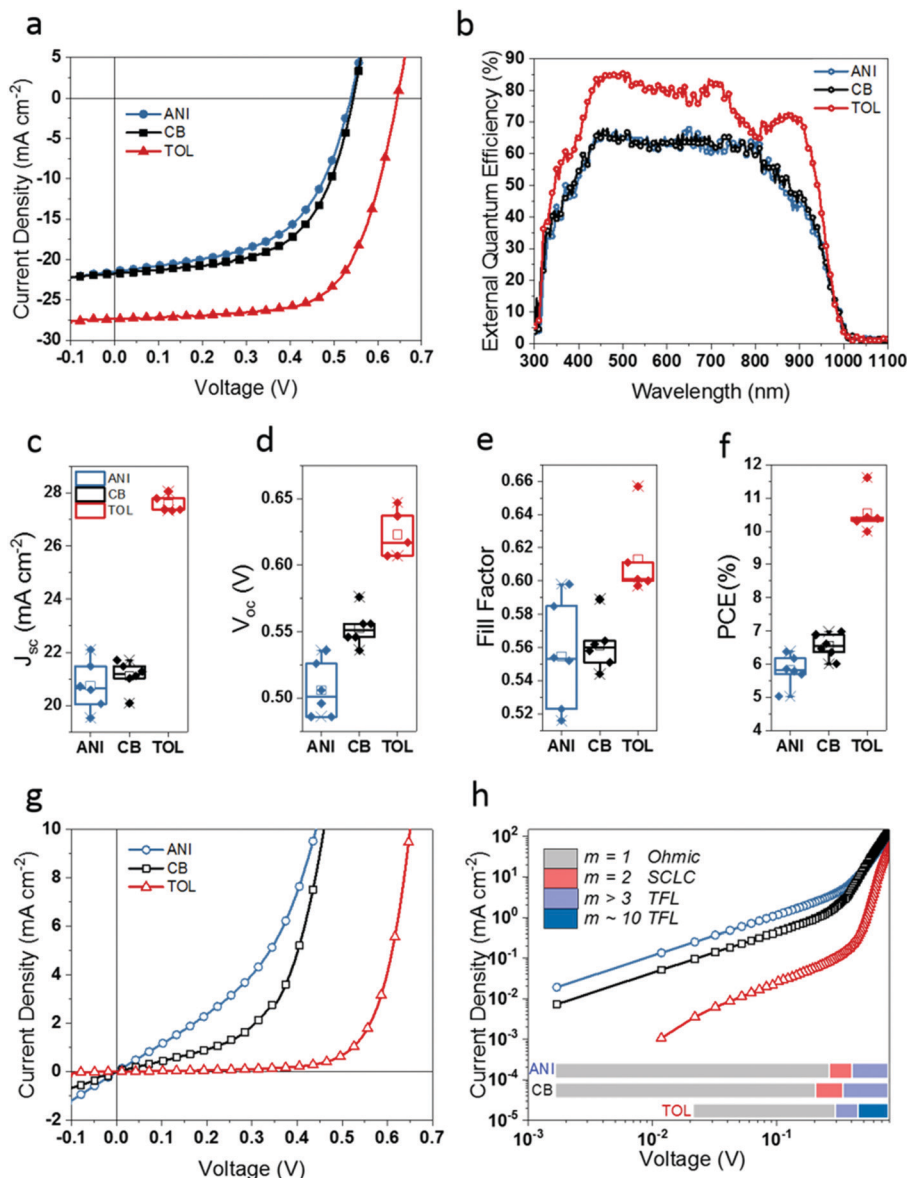 a
5
0
-5
-10
-15
-20
-25
-30
Current Density (mA cm⁻²)
ANI
CB
TOL
-0.1 0.0 0.1 0.2 0.3 0.4 0.5 0.6 0.7
Voltage (V)
b
90
80
70
60
50
40
30
20
10
0
External Quantum Efficiency (%)
ANI
CB
TOL
300 400 500 600 700 800 900 1000 1100
Wavelength (nm)
c
28
26
24
22
20
J_sc (mA cm⁻²)
ANI
CB
TOL
ANI CB TOL
d
0.65
0.60
0.55
0.50
V_oc (V)
ANI CB TOL
e
0.66
0.64
0.62
0.60
0.58
0.56
0.54
0.52
Fill Factor
ANI CB TOL
f
12
11
10
9
8
7
6
5
4
PCE (%)
ANI CB TOL
g
10
8
6
4
2
0
-2
Current Density (mA cm⁻²)
ANI
CB
TOL
-0.1 0.0 0.1 0.2 0.3 0.4 0.5 0.6 0.7
Voltage (V)
h
10²
10¹
10⁰
10⁻¹
10⁻²
10⁻³
10⁻⁴
10⁻⁵
Current Density (mA cm⁻²)
m = 1 Ohmic
m = 2 SCLC
m > 3 TFL
m ~ 10 TFL
ANI
CB
TOL
10⁻³ 10⁻² 10⁻¹
Voltage (V)